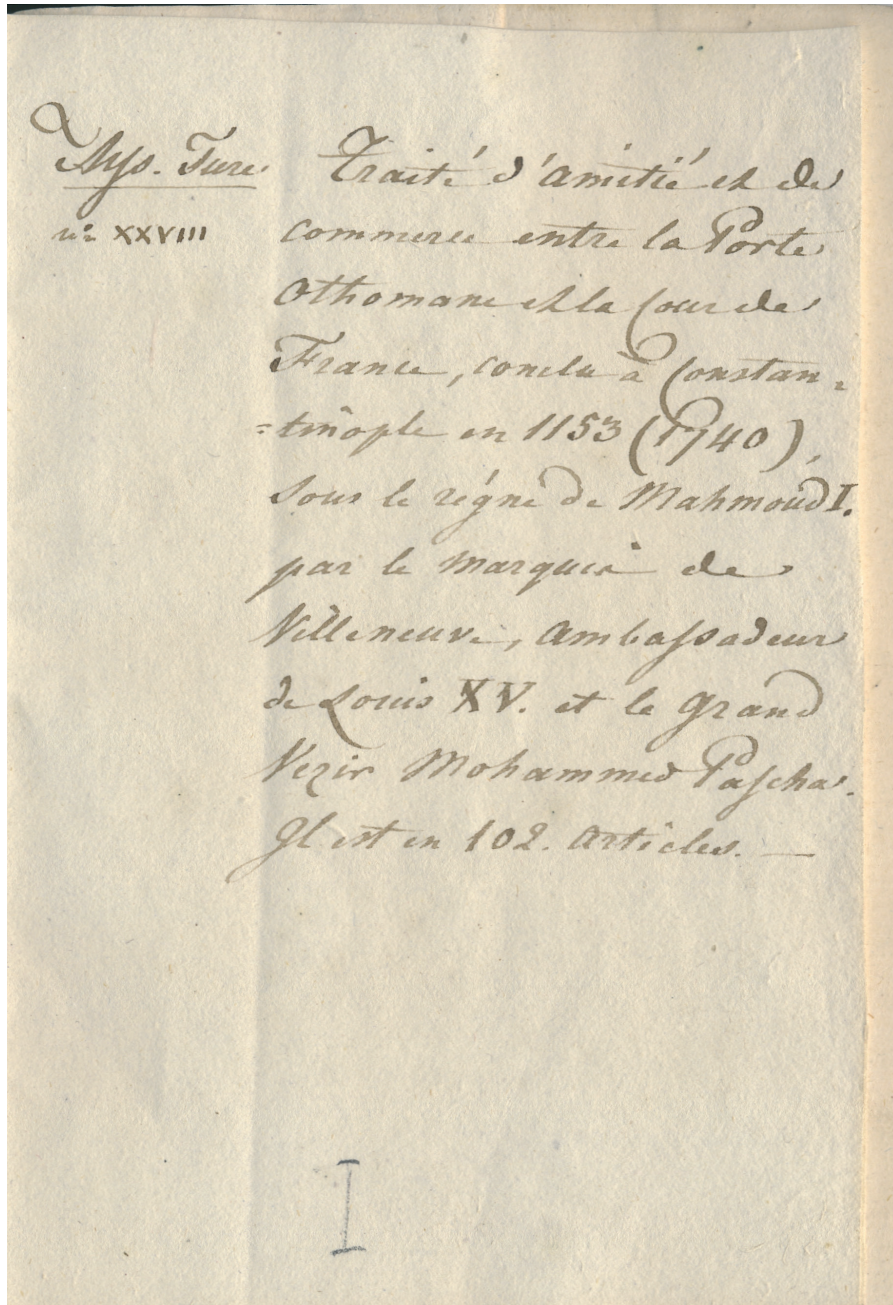 Mss. Turc
n.º XXVIII
Traité d'amitié et de
commerce entre la Porte
Othomane et la Cour de
France, conclu à Constan=
=tinople en 1153 (1740),
sous le régne de Mahmoud I.
par le Marquis de
Villeneuve, Ambassadeur
de Louis XV. et le Grand
Vezir Mohammed Pascha.
Il est en 102. articles. —
I